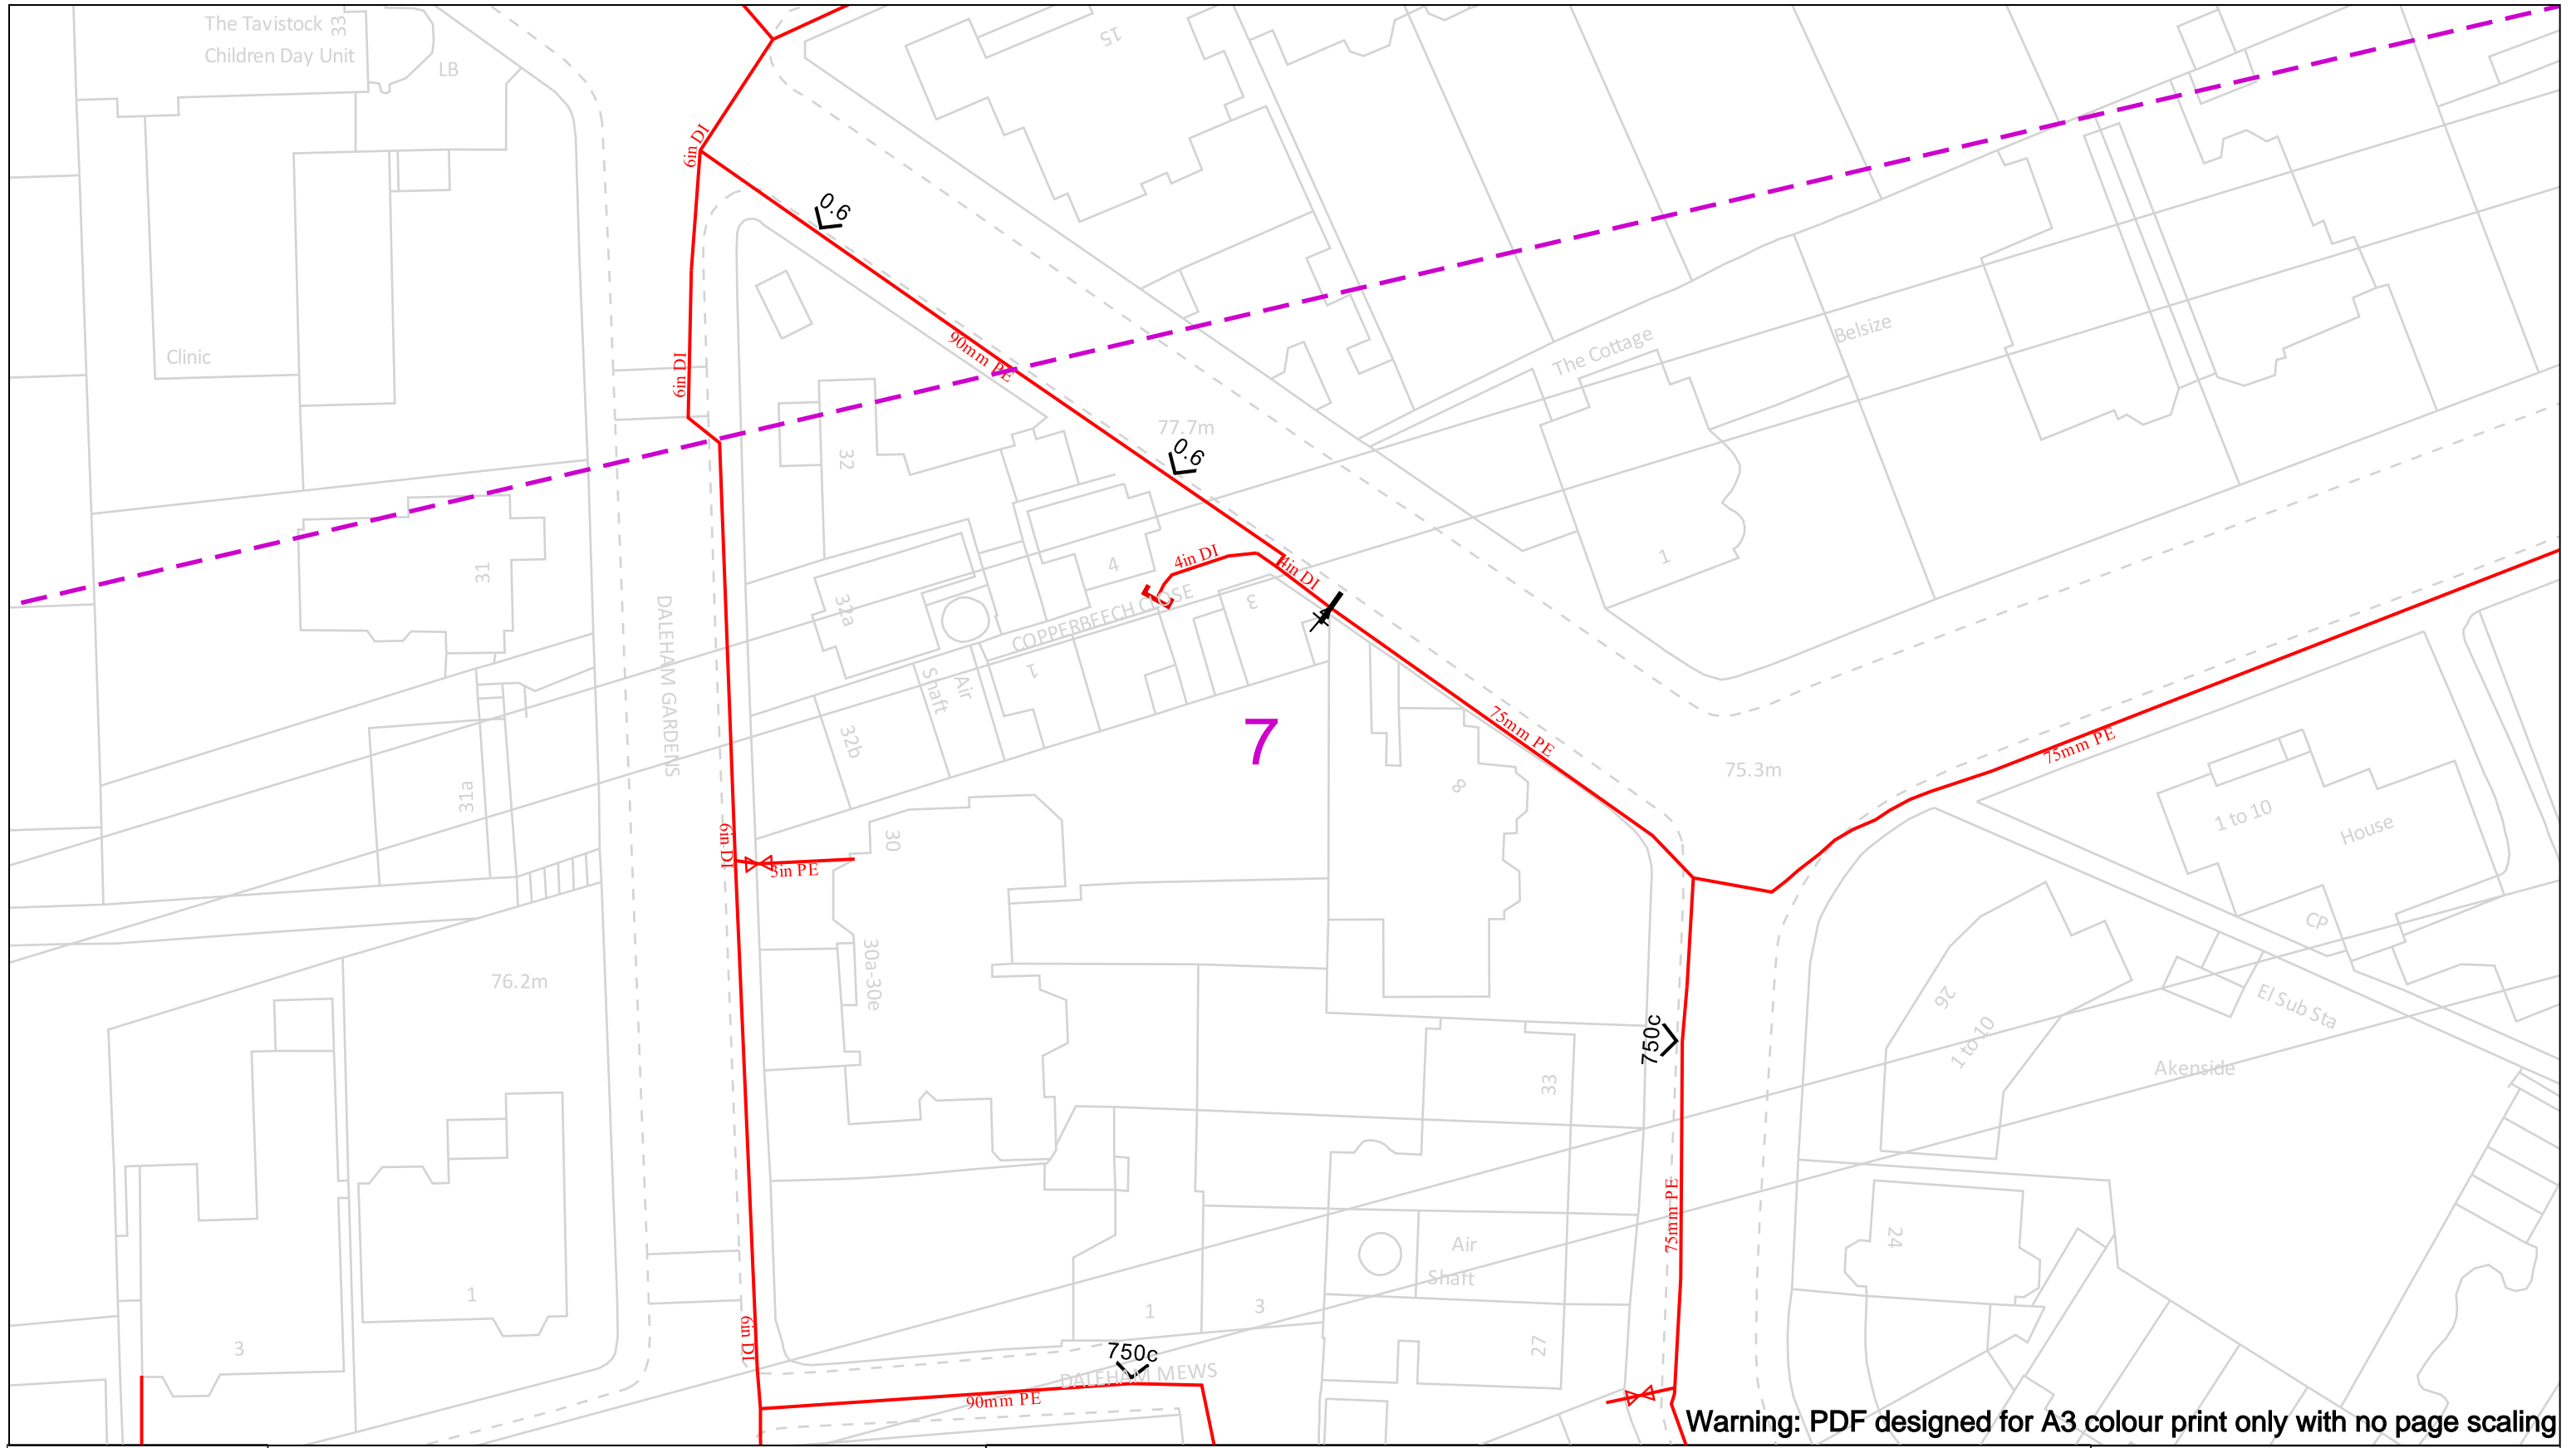 The Tavistock
Children Day Unit
33
LB
15
6in DI
0.6
Clinic
6in DI
90mm PE
The Cottage
Belsize
77.7m
0.6
32
31
4in DI
4in DI
4
3
32a
COPPERBEECH CLOSE
1
DALEHAM GARDENS
Air
Shaft
1
32b
7
75mm PE
75.3m
75mm PE
8
31a
6in DI
30
3in PE
1 to 10
House
CP
30a-30e
76.2m
26
1 to 10
El Sub Sta
750c
33
Akenside
75mm PE
24
Air
Shaft
1
3
1
3
27
6in DI
750c
DALEHAM MEWS
90mm PE
Warning: PDF designed for A3 colour print only with no page scaling